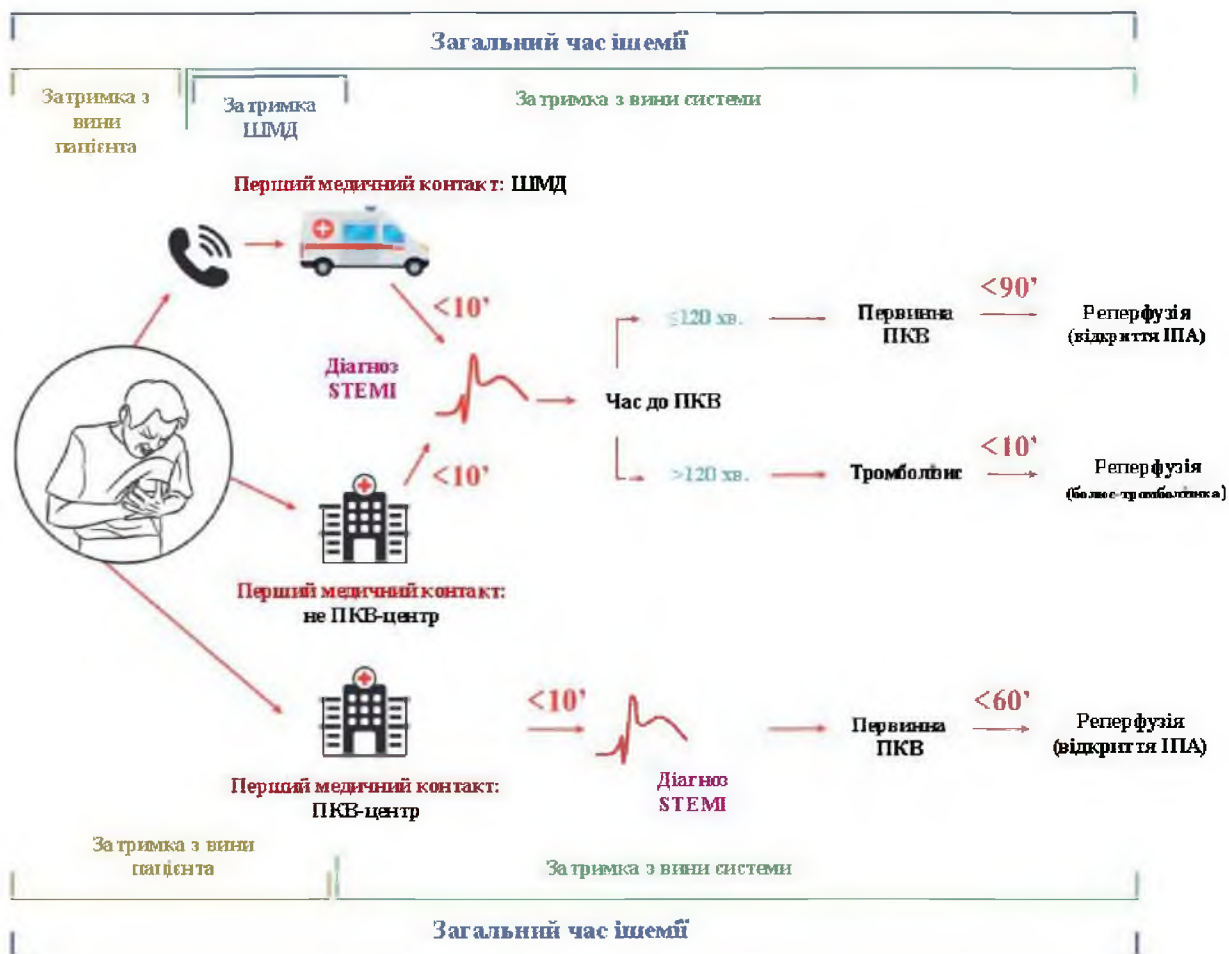 Загальний час ішемії
Затримка з
вини
пацієнта
Затримка
ШМД
Затримка з вини системи
Перший медичний контакт: ШМД
<10’
Діагноз
STEMI
<10’
Час до ПКВ
≤120 хв.
Первинна
ПКВ
<90’
Реперфузія
(відкриття ІПА)
>120 хв.
Тромболізис
<10’
Реперфузія
(болюс тромболітика)
Перший медичний контакт:
не ПКВ-центр
Перший медичний контакт:
ПКВ-центр
<10’
Діагноз
STEMI
Первинна
ПКВ
<60’
Реперфузія
(відкриття ІПА)
Затримка з вини
пацієнта
Затримка з вини системи
Загальний час ішемії